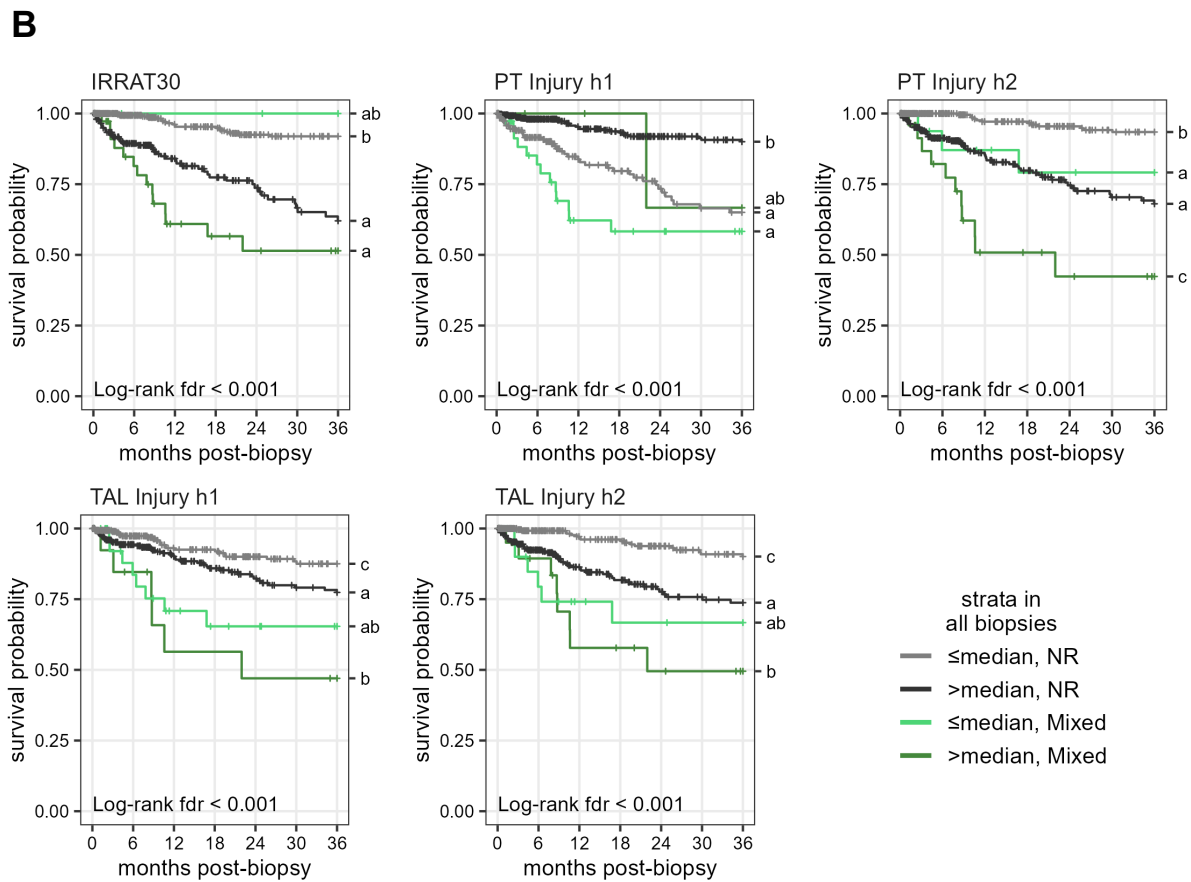 B
IRRAT30
survival probability
1.00
0.75
0.50
0.25
0.00
ab
b
a
a
Log-rank fdr < 0.001
0 6 12 18 24 30 36
months post-biopsy
PT Injury h1
survival probability
1.00
0.75
0.50
0.25
0.00
b
ab
a
a
Log-rank fdr < 0.001
0 6 12 18 24 30 36
months post-biopsy
PT Injury h2
survival probability
1.00
0.75
0.50
0.25
0.00
b
a
a
c
Log-rank fdr < 0.001
0 6 12 18 24 30 36
months post-biopsy
TAL Injury h1
survival probability
1.00
0.75
0.50
0.25
0.00
c
a
ab
b
Log-rank fdr < 0.001
0 6 12 18 24 30 36
months post-biopsy
TAL Injury h2
survival probability
1.00
0.75
0.50
0.25
0.00
c
a
ab
b
Log-rank fdr < 0.001
0 6 12 18 24 30 36
months post-biopsy
strata in
all biopsies
≤median, NR
>median, NR
≤median, Mixed
>median, Mixed